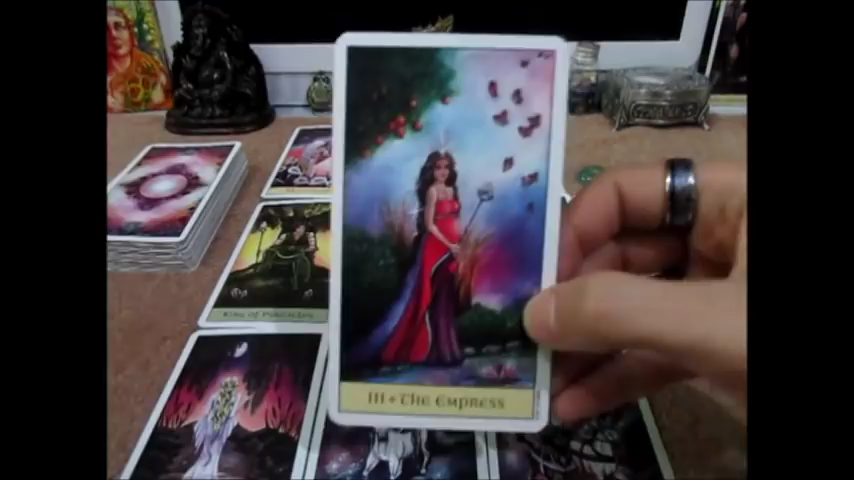 III ✦ The Empress
King of Pentacles